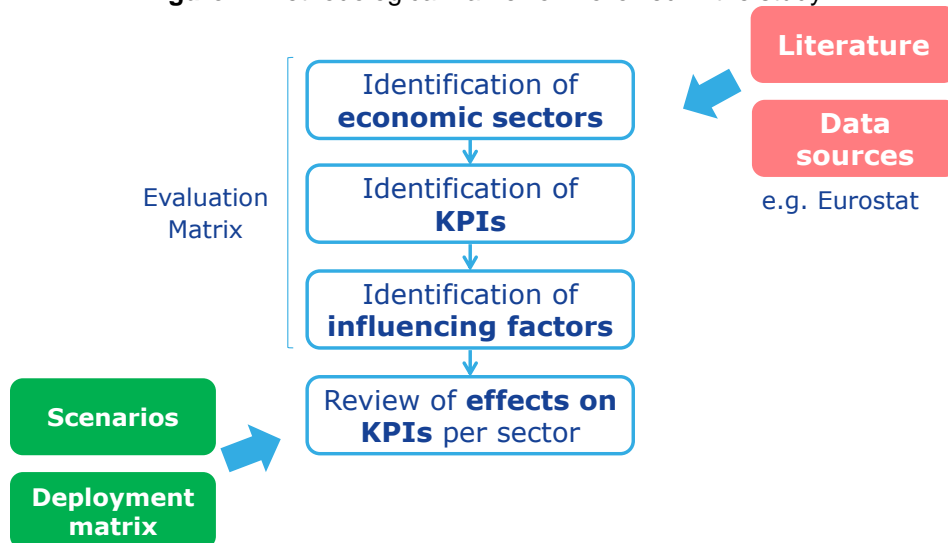 Literature
Identification of
economic sectors
Data
sources
e.g. Eurostat
Identification of
KPIs
Evaluation
Matrix
Identification of
influencing factors
Review of effects on
KPIs per sector
Scenarios
Deployment
matrix